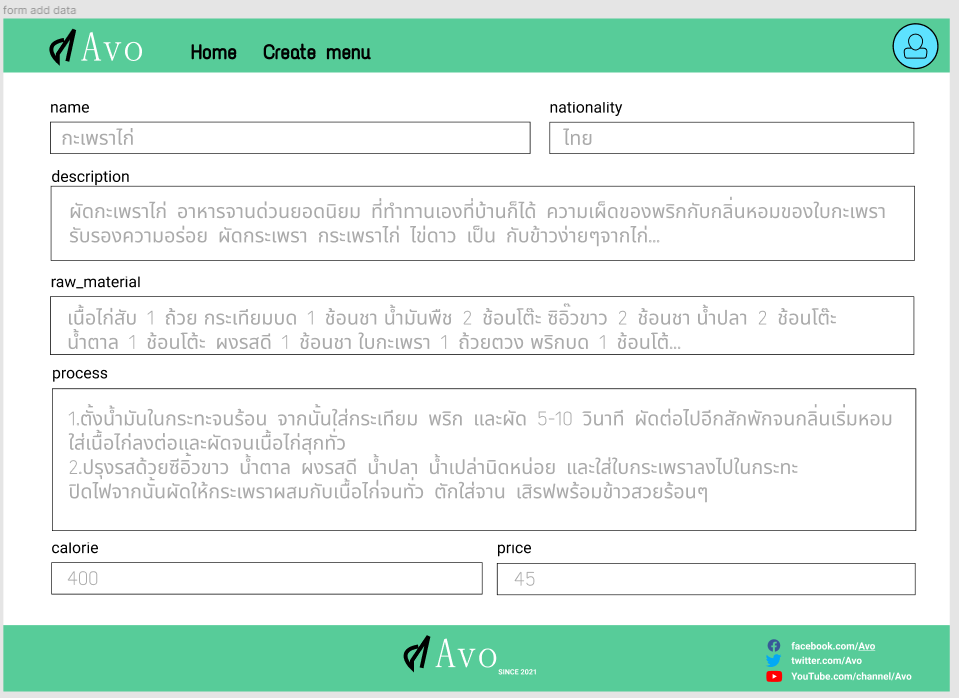 form add data
Avo
Home Create menu
name
nationality
กะเพราไก่
ไทย
description
ผัดกะเพราไก่ อาหารจานด่วนยอดนิยม ที่ทำทานเองที่บ้านก็ได้ ความเผ็ดของพริกกับกลิ่นหอมของใบกะเพรา
รับรองความอร่อย ผัดกระเพรา กระเพราไก่ ไข่ดาว เป็น กับข้าวง่ายๆจากไก่...
raw_material
เนื้อไก่สับ 1 ถ้วย กระเทียมบด 1 ช้อนชา น้ำมันพืช 2 ช้อนโต๊ะ ซิอิ๊วขาว 2 ช้อนชา น้ำปลา 2 ช้อนโต๊ะ
น้ำตาล 1 ช้อนโต้ะ ผงรสดี 1 ช้อนชา ใบกะเพรา 1 ถ้วยตวง พริกบด 1 ช้อนโต้...
process
1.ตั้งน้ำมันในกระทะจนร้อน จากนั้นใส่กระเทียม พริก และผัด 5-10 วินาที ผัดต่อไปอีกสักพักจนกลิ่นเริ่มหอม
ใส่เนื้อไก่ลงต่อและผัดจนเนื้อไก่สุกทั่ว
2.ปรุงรสด้วยซีอิ้วขาว น้ำตาล ผงรสดี น้ำปลา น้ำเปล่านิดหน่อย และใส่ใบกระเพราลงไปในกระทะ
ปิดไฟจากนั้นผัดให้กระเพราผสมกับเนื้อไก่จนทั่ว ตักใส่จาน เสิรฟพร้อมข้าวสวยร้อนๆ
calorie
price
400
45
Avo
SINCE 2021
facebook.com/Avo
twitter.com/Avo
YouTube.com/channel/Avo